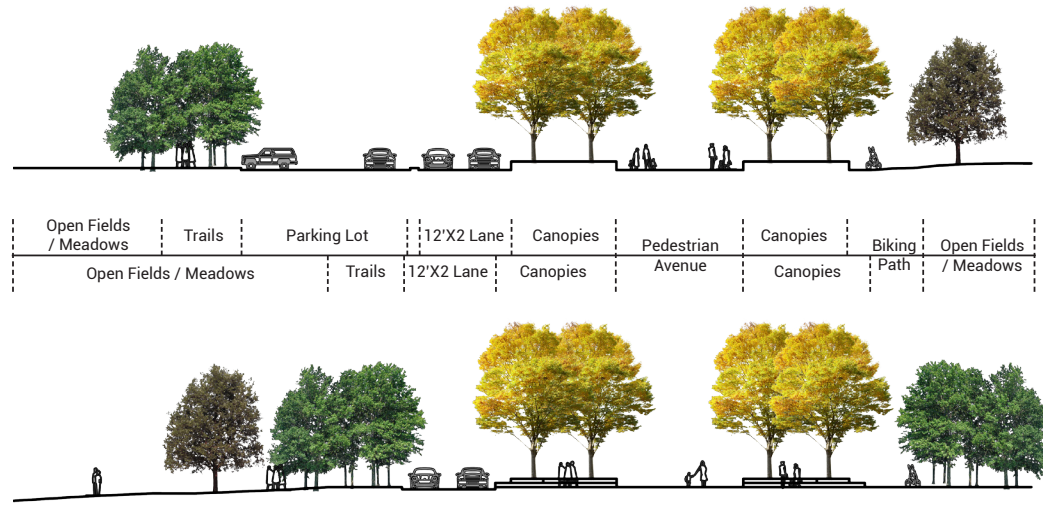 Open Fields
/ Meadows
Trails
Parking Lot
12'X2 Lane
Canopies
Pedestrian
Avenue
Canopies
Biking
Path
Open Fields
/ Meadows
Open Fields / Meadows
Trails
12'X2 Lane
Canopies
Canopies